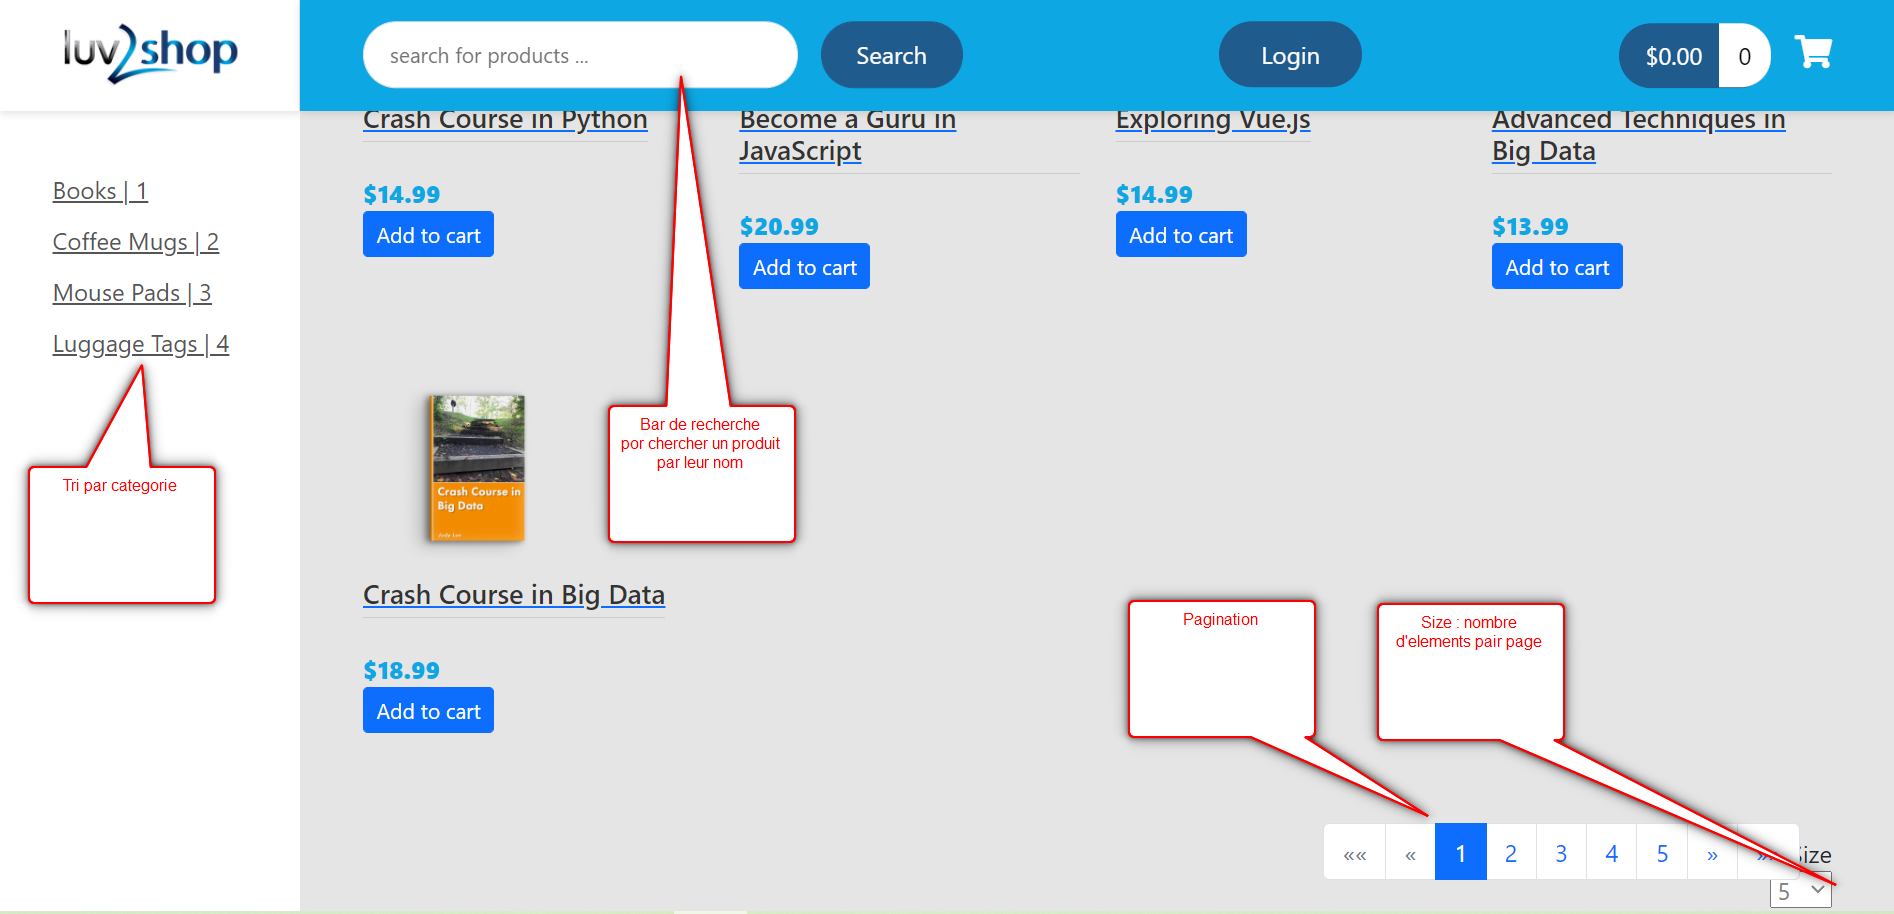 luv2shop
search for products ...
Search
Login
$0.00
0
Books | 1
Coffee Mugs | 2
Mouse Pads | 3
Luggage Tags | 4
Tri par categorie
Crash Course in Python
$14.99
Add to cart
Become a Guru in
JavaScript
$20.99
Add to cart
Exploring Vue.js
$14.99
Add to cart
Advanced Techniques in
Big Data
$13.99
Add to cart
Bar de recherche
por chercher un produit
par leur nom
Crash Course in
Big Data
Crash Course in Big Data
$18.99
Add to cart
Pagination
Size : nombre
d'elements pair page
«« « 1 2 3 4 5 »
5